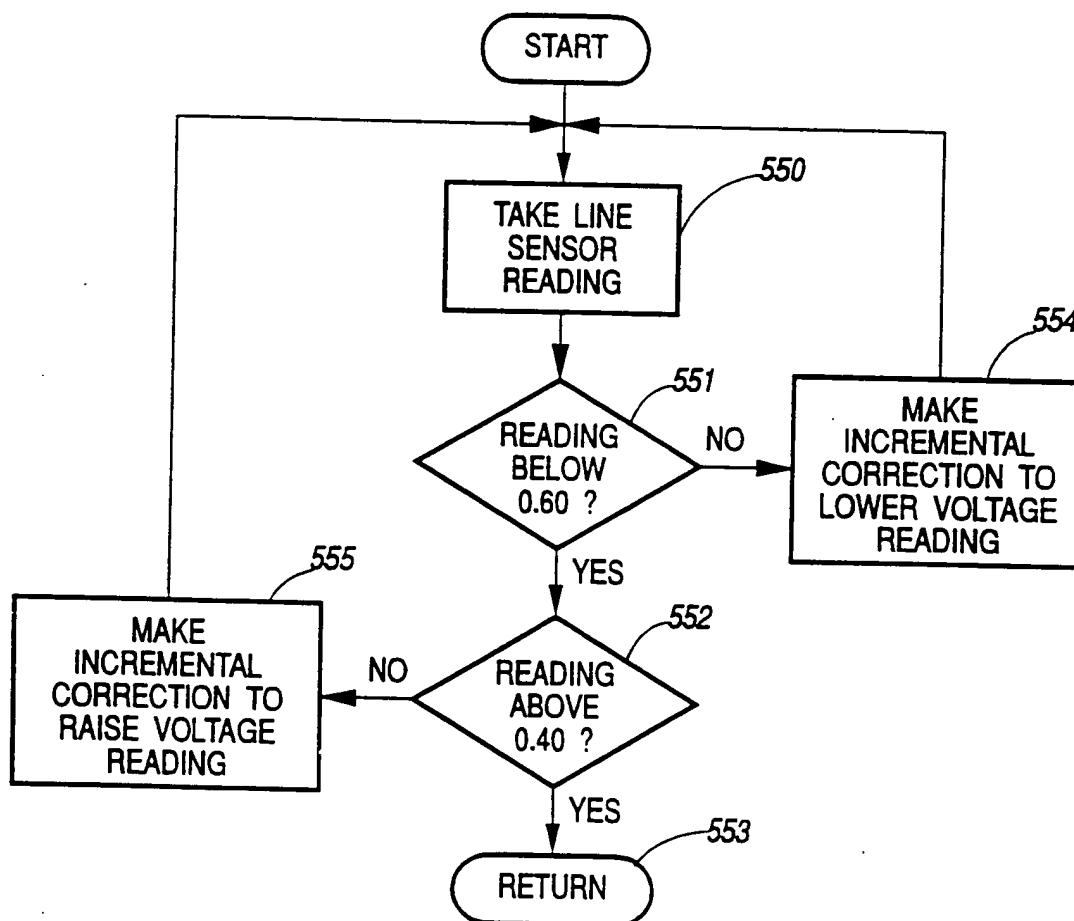 START
550
TAKE LINE
SENSOR
READING
551
READING
BELOW
0.60 ?
NO
554
MAKE
INCREMENTAL
CORRECTION TO
LOWER VOLTAGE
READING
YES
552
READING
ABOVE
0.40 ?
NO
555
MAKE
INCREMENTAL
CORRECTION TO
RAISE VOLTAGE
READING
YES
553
RETURN